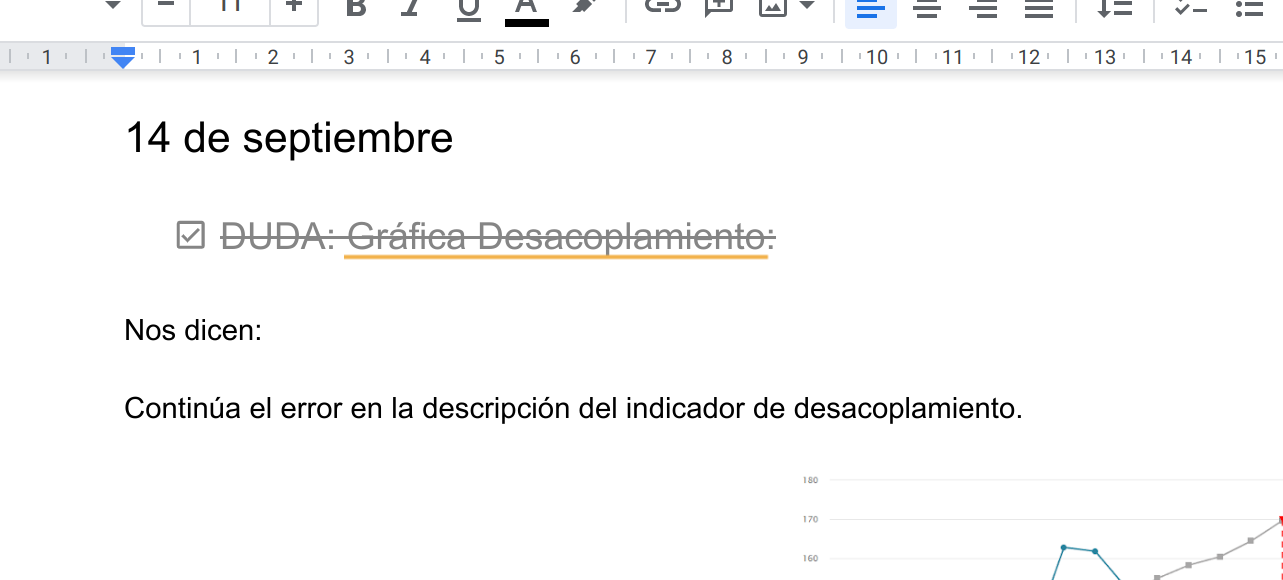 11
1 1 2 3 4 5 6 7 8 9 10 11 12 13 14 15
14 de septiembre
DUDA: Gráfica Desacoplamiento:
Nos dicen:
Continúa el error en la descripción del indicador de desacoplamiento.
180
170
160